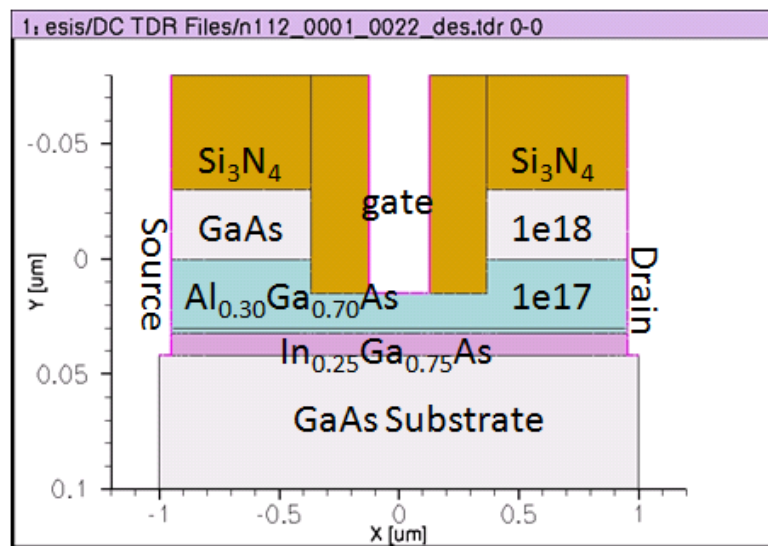 1: esis/DC TDR Files/n112_0001_0022_des.tdr 0-0
-0.05
0
0.05
0.1
Y [um]
Si₃N₄
Si₃N₄
gate
GaAs
1e18
Source
Drain
Al₀.₃₀Ga₀.₇₀As
1e17
In₀.₂₅Ga₀.₇₅As
GaAs Substrate
-1
-0.5
0
0.5
1
X [um]